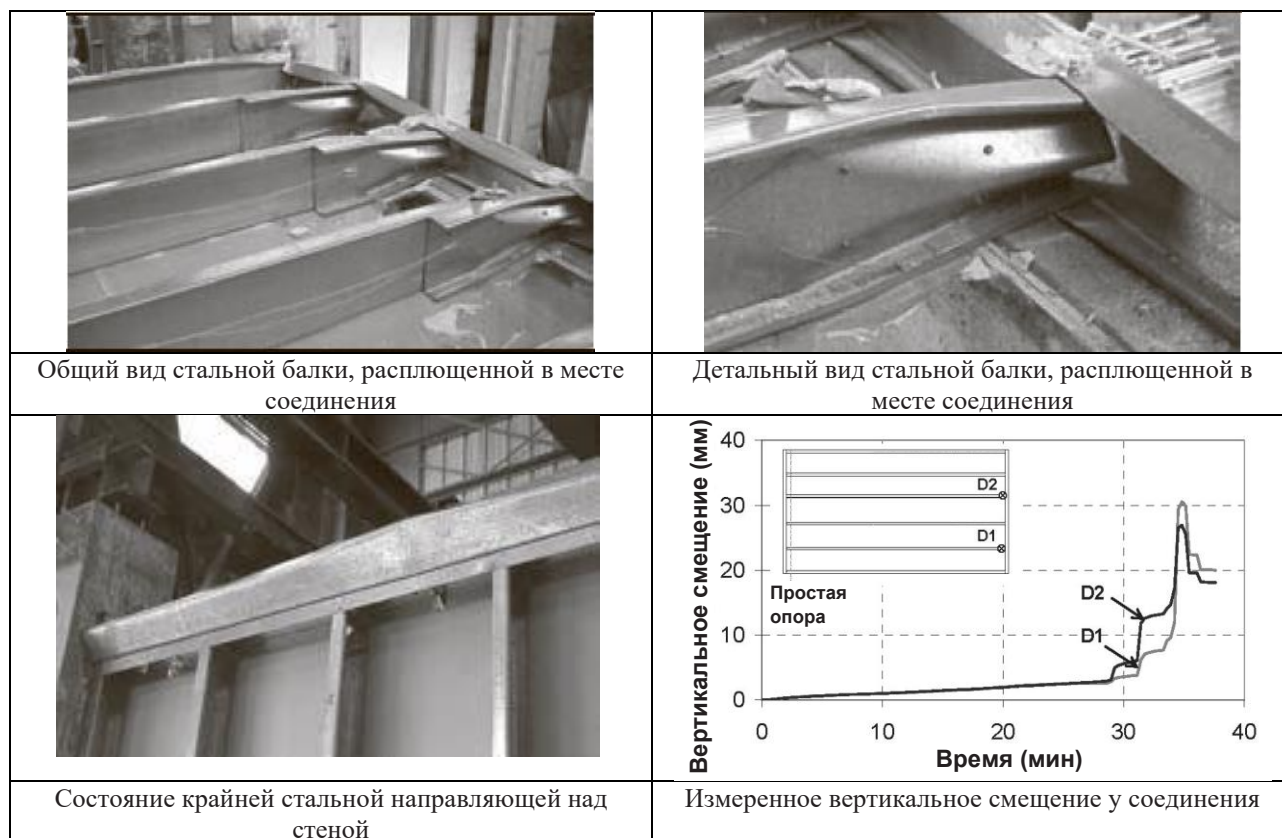 Общий вид стальной балки, расплющенной в месте
соединения
Детальный вид стальной балки, расплющенной в
месте соединения
Вертикальное смещение (мм)
40
30
20
10
0
D2
D1
Простая
опора
D2
D1
0
10
20
30
40
Время (мин)
Состояние крайней стальной направляющей над
стеной
Измеренное вертикальное смещение у соединения